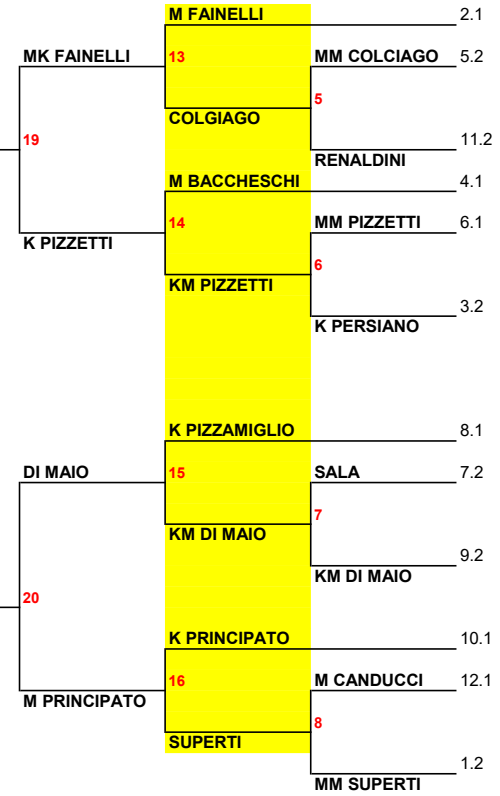 M FAINELLI 2.1
MK FAINELLI 13 MM COLCIAGO 5.2
5
COLGIAGO
19 11.2
RENALDINI
M BACCHESCHI 4.1
14 MM PIZZETTI 6.1
K PIZZETTI
6
KM PIZZETTI
3.2
K PERSIANO
K PIZZAMIGLIO 8.1
DI MAIO 15 SALA 7.2
7
KM DI MAIO
9.2
KM DI MAIO
20
K PRINCIPATO 10.1
16 M CANDUCCI 12.1
M PRINCIPATO
8
SUPERTI
1.2
MM SUPERTI